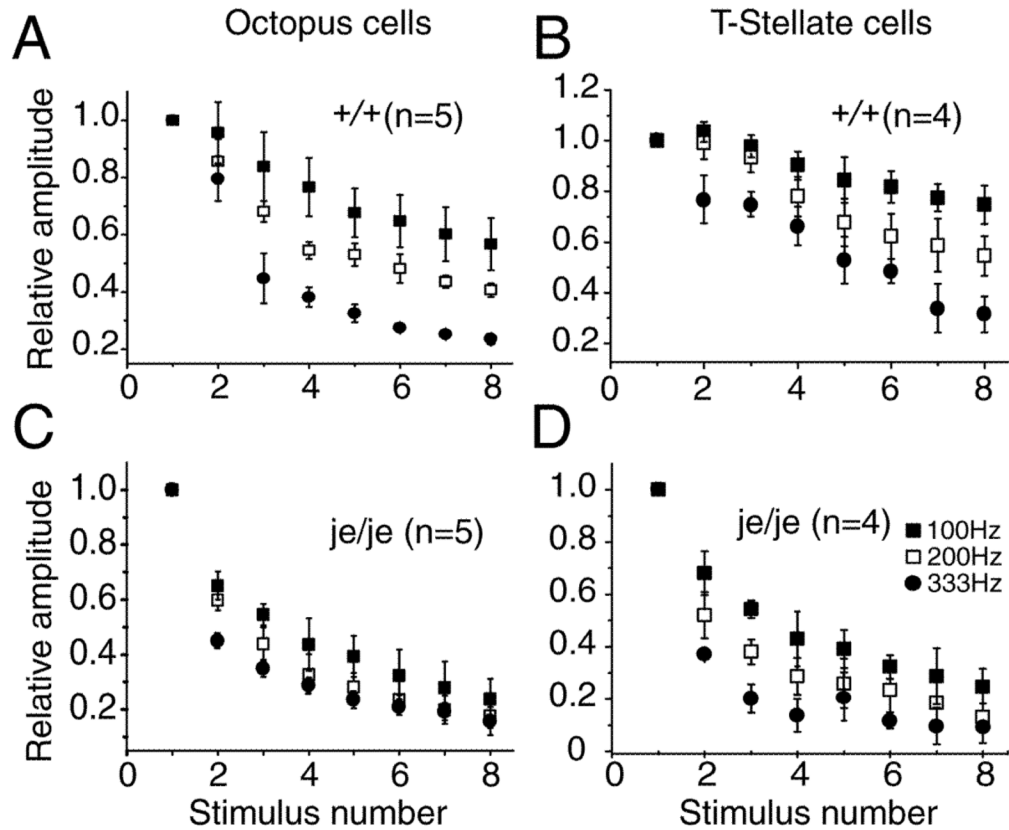 A
Octopus cells
B
T-Stellate cells
+/+(n=5)
Relative amplitude
1.0
0.8
0.6
0.4
0.2
0
2
4
6
8
+/+(n=4)
1.2
1.0
0.8
0.6
0.4
0.2
0
2
4
6
8
C
je/je (n=5)
Relative amplitude
1.0
0.8
0.6
0.4
0.2
0
2
4
6
8
Stimulus number
D
je/je (n=4)
100Hz
200Hz
333Hz
1.0
0.8
0.6
0.4
0.2
0
0
2
4
6
8
Stimulus number